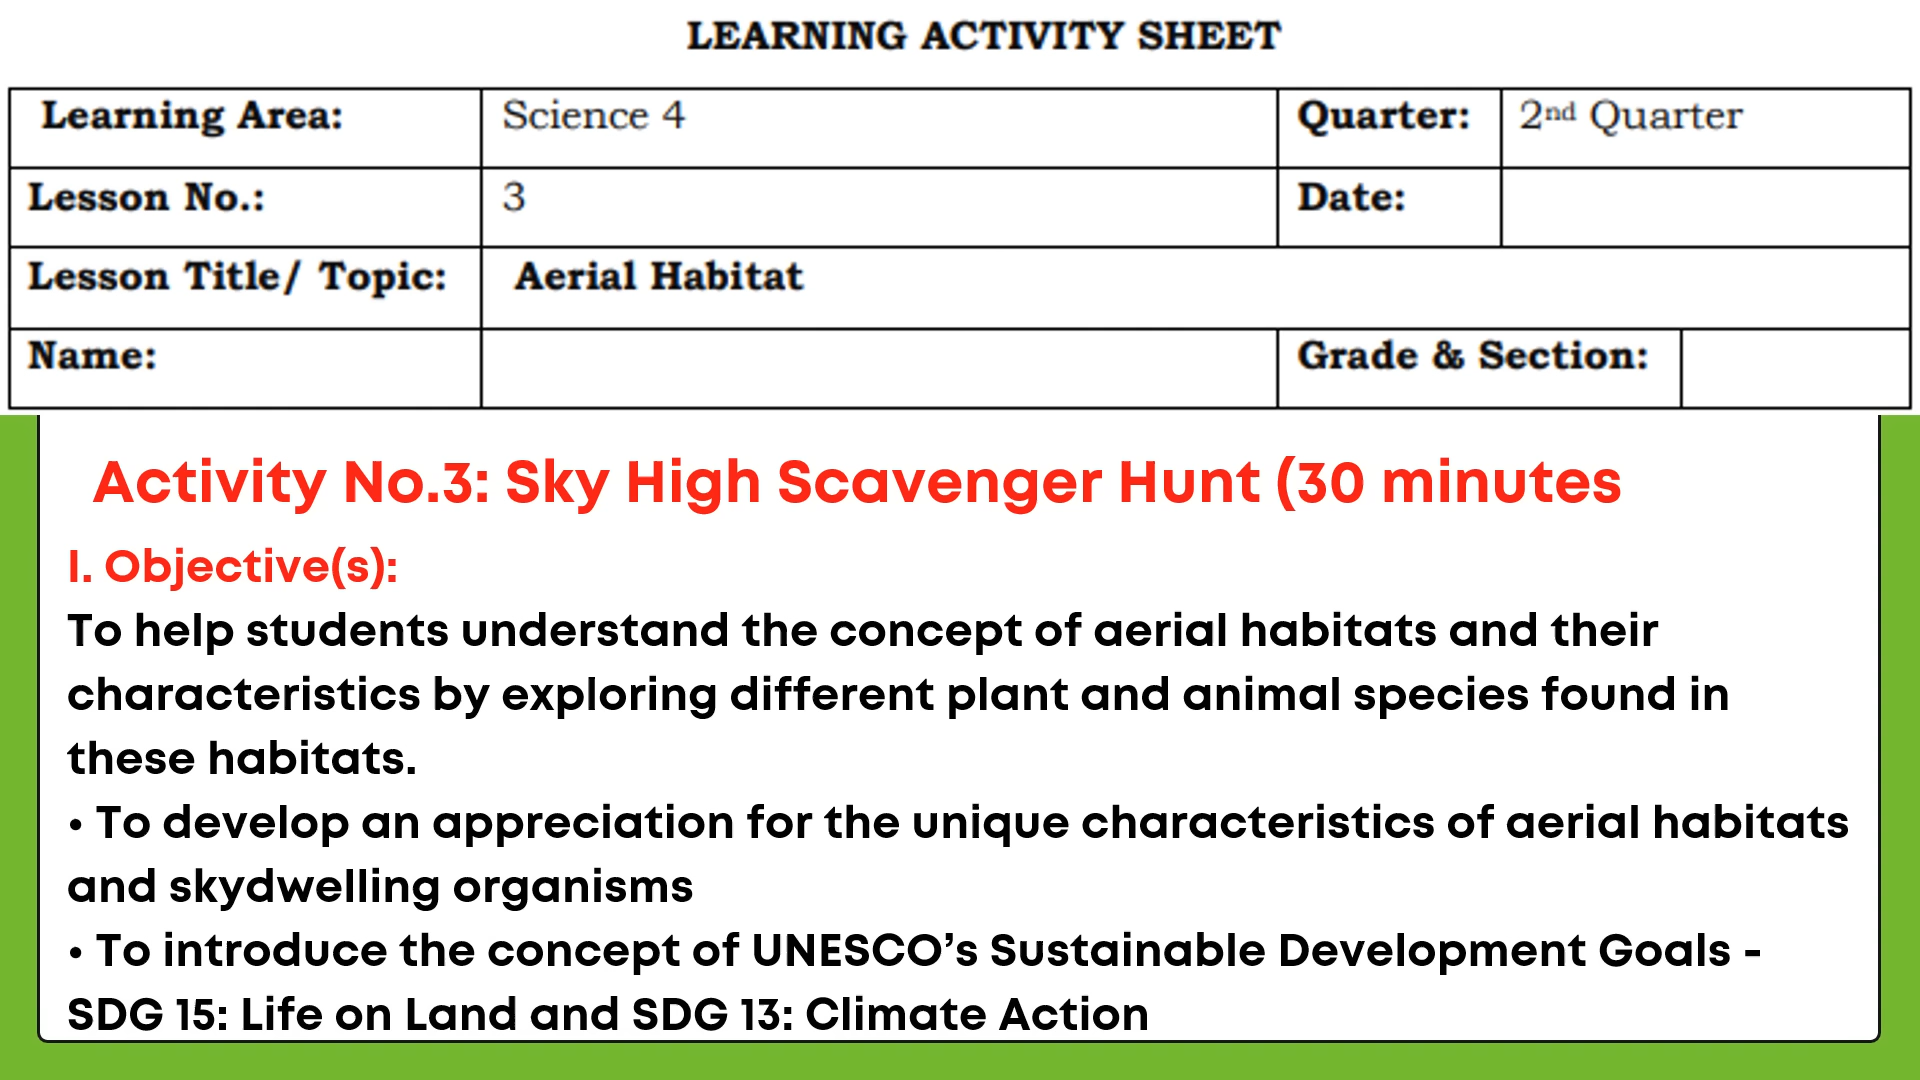 LEARNING ACTIVITY SHEET
Learning Area: Science 4 Quarter: 2nd Quarter
Lesson No.: 3 Date:
Lesson Title/ Topic: Aerial Habitat
Name: Grade & Section:
Activity No.3: Sky High Scavenger Hunt (30 minutes
I. Objective(s):
To help students understand the concept of aerial habitats and their
characteristics by exploring different plant and animal species found in
these habitats.
• To develop an appreciation for the unique characteristics of aerial habitats
and skydwelling organisms
• To introduce the concept of UNESCO’s Sustainable Development Goals -
SDG 15: Life on Land and SDG 13: Climate Action